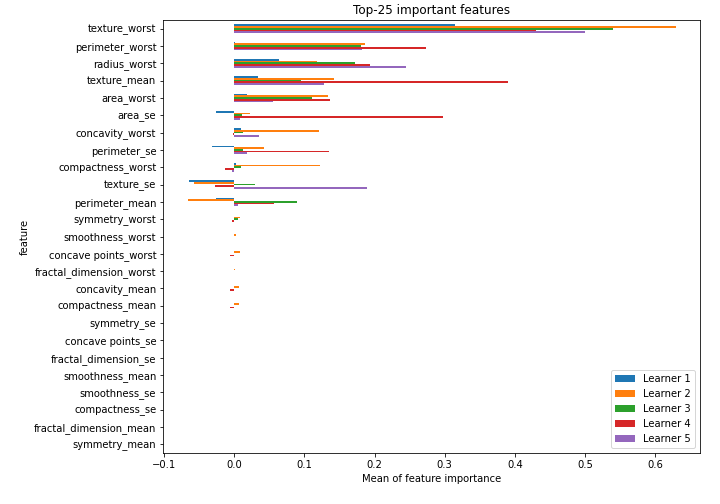 Top-25 important features
texture_worst
perimeter_worst
radius_worst
texture_mean
area_worst
area_se
concavity_worst
perimeter_se
compactness_worst
texture_se
perimeter_mean
symmetry_worst
smoothness_worst
concave points_worst
fractal_dimension_worst
concavity_mean
compactness_mean
symmetry_se
concave points_se
fractal_dimension_se
smoothness_mean
smoothness_se
compactness_se
fractal_dimension_mean
symmetry_mean
feature
Learner 1
Learner 2
Learner 3
Learner 4
Learner 5
−0.1 0.0 0.1 0.2 0.3 0.4 0.5 0.6
Mean of feature importance